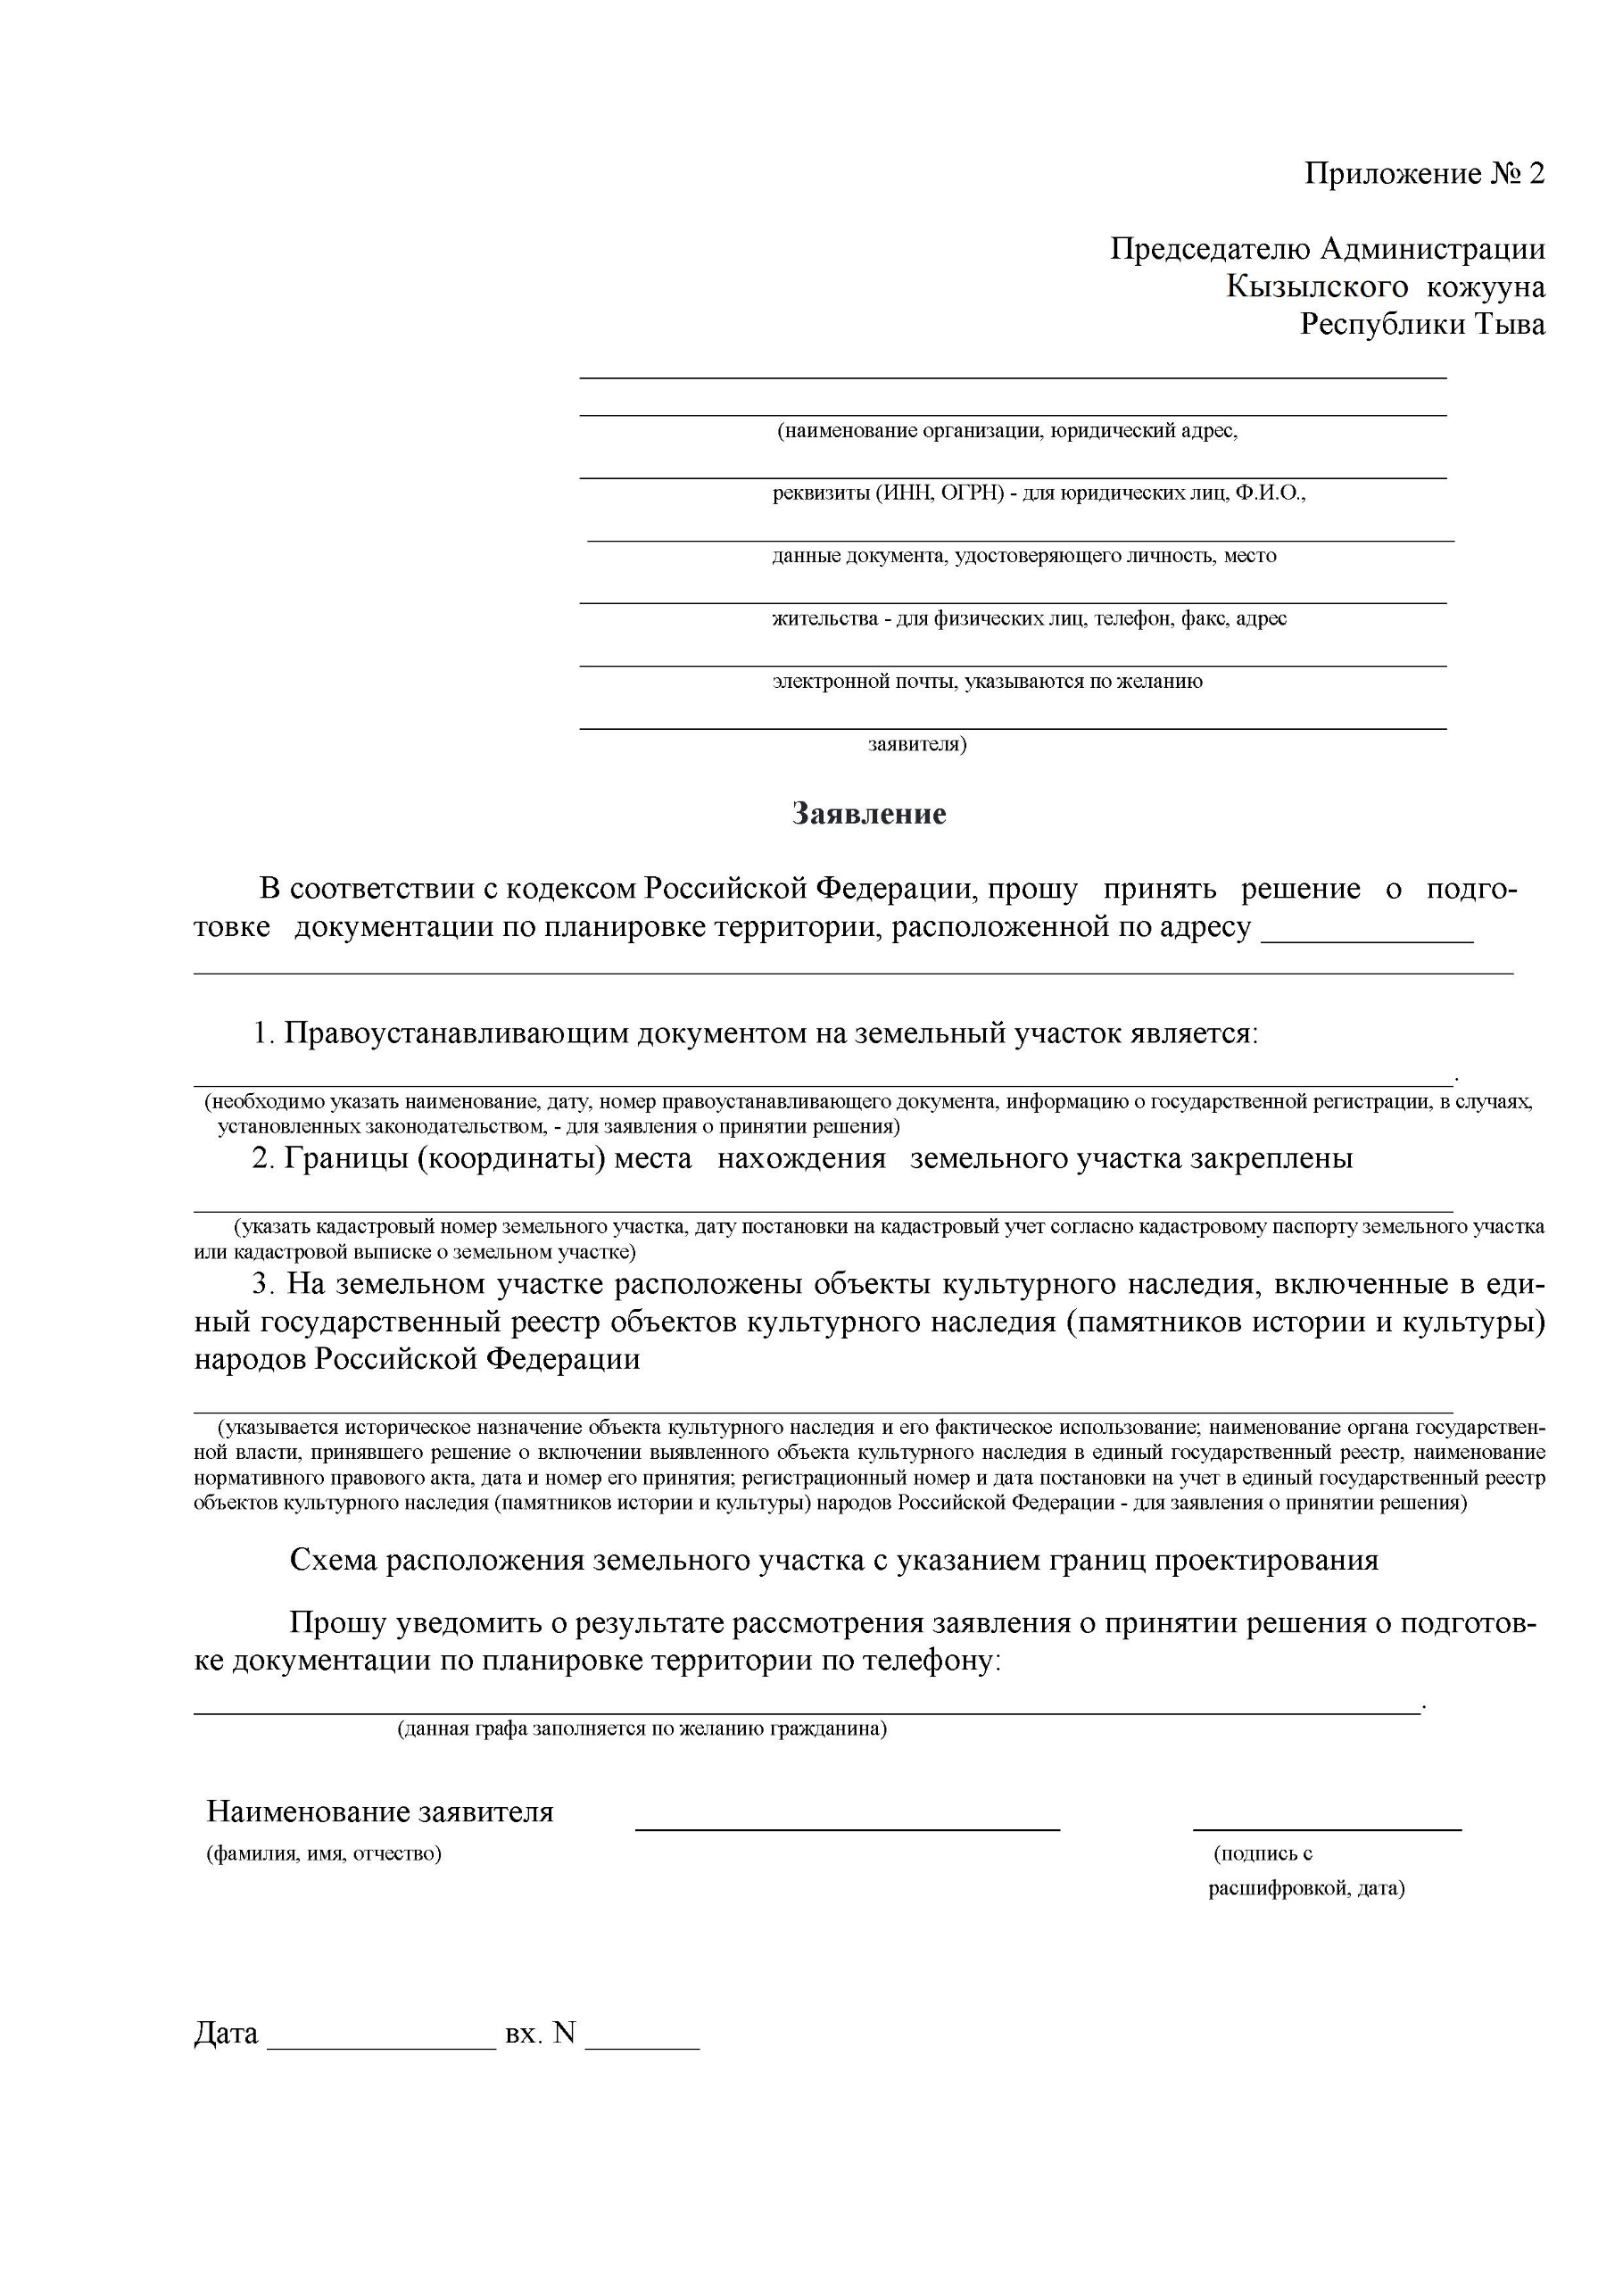 Приложение № 2
Председателю Администрации
Кызылского кожууна
Республики Тыва
(наименование организации, юридический адрес,
реквизиты (ИНН, ОГРН) - для юридических лиц, Ф.И.О.,
данные документа, удостоверяющего личность, место
жительства - для физических лиц, телефон, факс, адрес
электронной почты, указываются по желанию
заявителя)
Заявление
В соответствии с кодексом Российской Федерации, прошу принять решение о подго-
товке документации по планировке территории, расположенной по адресу _____________
1. Правоустанавливающим документом на земельный участок является:
.
(необходимо указать наименование, дату, номер правоустанавливающего документа, информацию о государственной регистрации, в случаях,
установленных законодательством, - для заявления о принятии решения)
2. Границы (координаты) места нахождения земельного участка закреплены
(указать кадастровый номер земельного участка, дату постановки на кадастровый учет согласно кадастровому паспорту земельного участка
или кадастровой выписке о земельном участке)
3. На земельном участке расположены объекты культурного наследия, включенные в еди-
ный государственный реестр объектов культурного наследия (памятников истории и культуры)
народов Российской Федерации
(указывается историческое назначение объекта культурного наследия и его фактическое использование; наименование органа государствен-
ной власти, принявшего решение о включении выявленного объекта культурного наследия в единый государственный реестр, наименование
нормативного правового акта, дата и номер его принятия; регистрационный номер и дата постановки на учет в единый государственный реестр
объектов культурного наследия (памятников истории и культуры) народов Российской Федерации - для заявления о принятии решения)
Схема расположения земельного участка с указанием границ проектирования
Прошу уведомить о результате рассмотрения заявления о принятии решения о подготов-
ке документации по планировке территории по телефону:
.
(данная графа заполняется по желанию гражданина)
Наименование заявителя
(фамилия, имя, отчество) (подпись с
расшифровкой, дата)
Дата ______________ вх. N _______